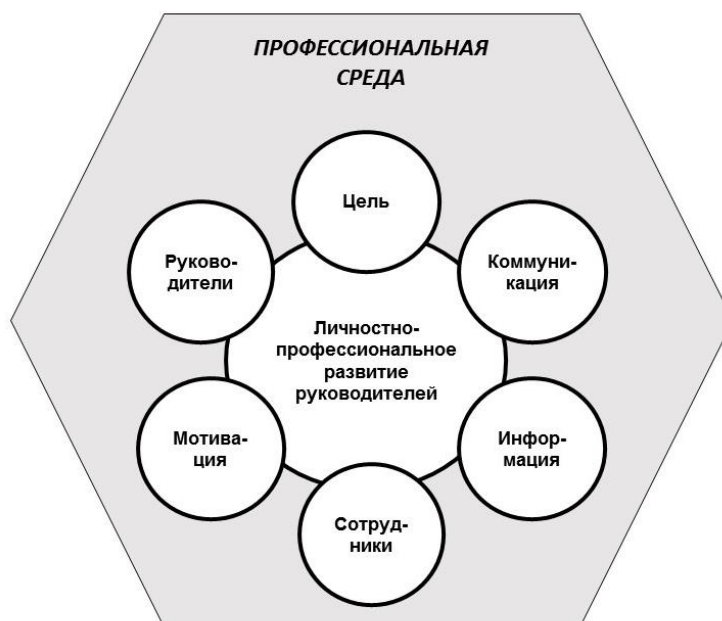 ПРОФЕССИОНАЛЬНАЯ
СРЕДА
Цель
Руково-
дители
Коммуни-
кация
Личностно-
профессиональное
развитие
руководителей
Мотива-
ция
Инфор-
мация
Сотруд-
ники